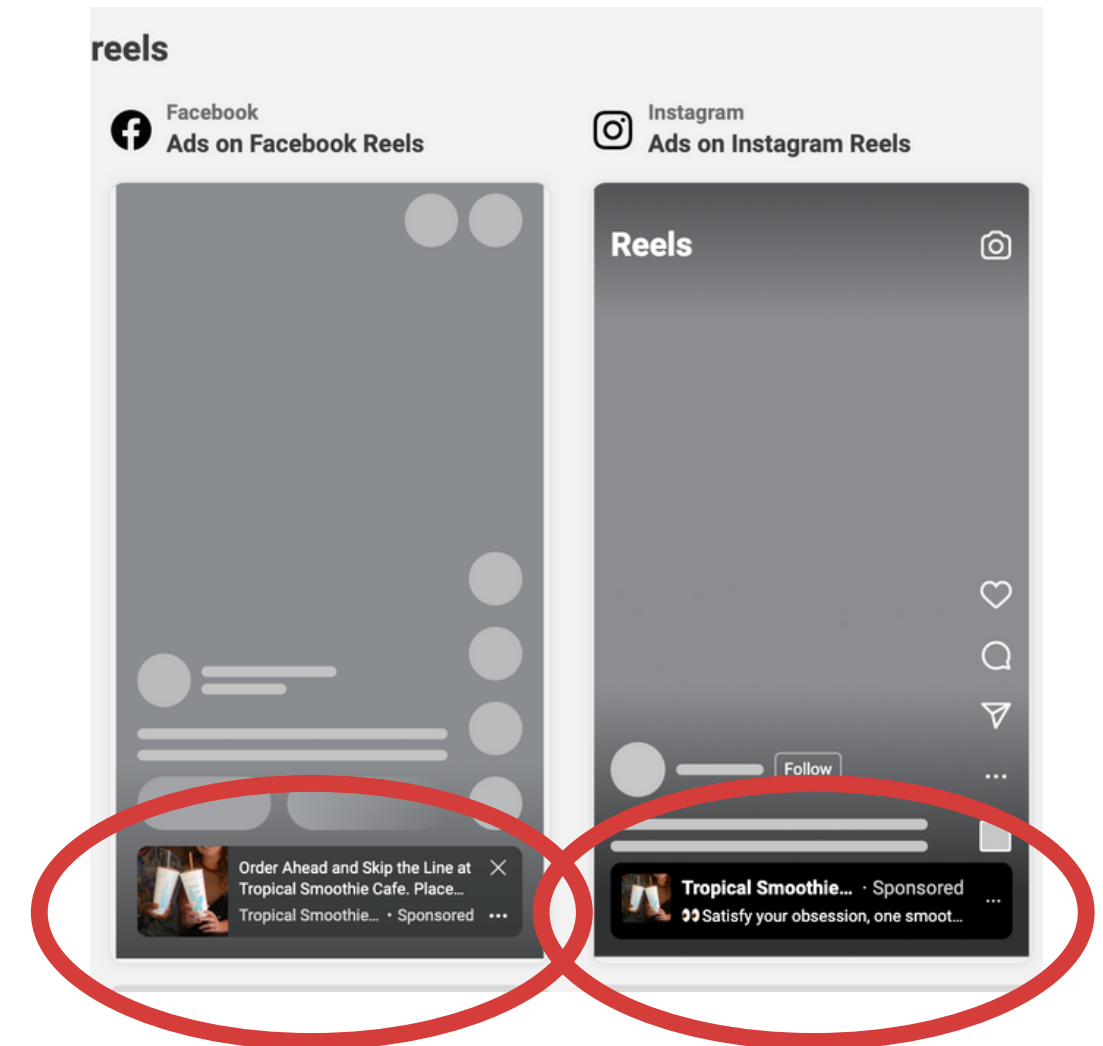 reels
Facebook
Ads on Facebook Reels
Instagram
Ads on Instagram Reels
Reels
Follow
Order Ahead and Skip the Line at
Tropical Smoothie Cafe. Place...
Tropical Smoothie... · Sponsored
Tropical Smoothie... · Sponsored
👀Satisfy your obsession, one smoot...